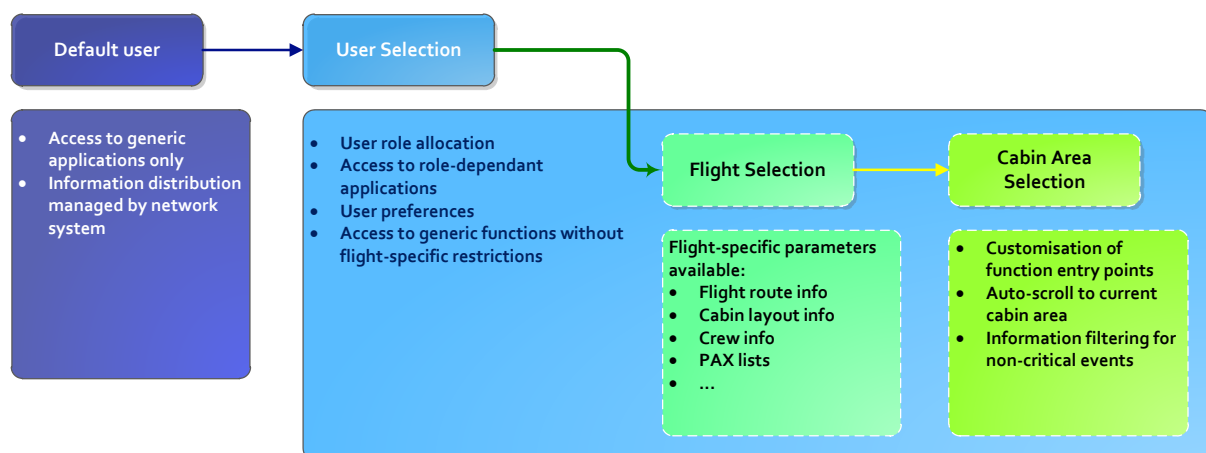 Default user
User Selection
• Access to generic
applications only
• Information distribution
managed by network
system
• User role allocation
• Access to role-dependant
applications
• User preferences
• Access to generic functions without
flight-specific restrictions
Flight Selection
Flight-specific parameters
available:
• Flight route info
• Cabin layout info
• Crew info
• PAX lists
• ...
Cabin Area
Selection
• Customisation of
function entry points
• Auto-scroll to current
cabin area
• Information filtering for
non-critical events